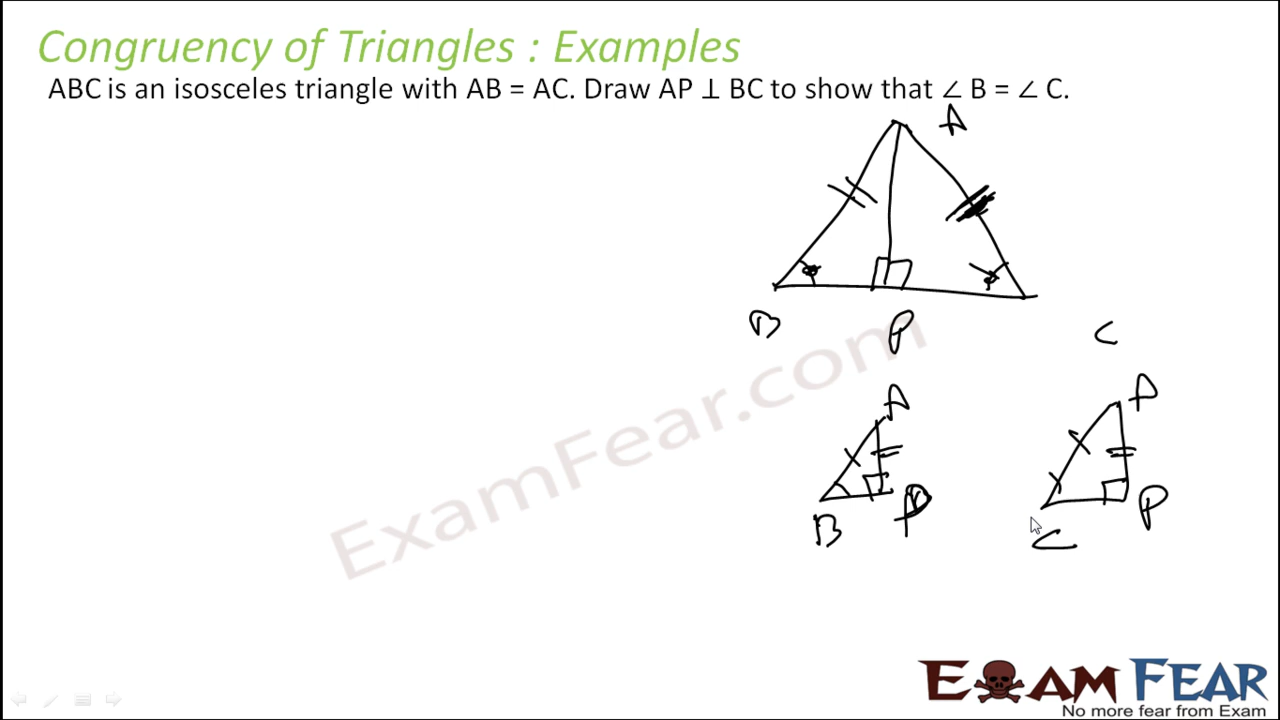 Congruency of Triangles : Examples
ABC is an isosceles triangle with AB = AC. Draw AP ⊥ BC to show that ∠ B = ∠ C.
A
B P C
A A
B P C P
ExamFear.com
EXAM FEAR
No more fear from Exam